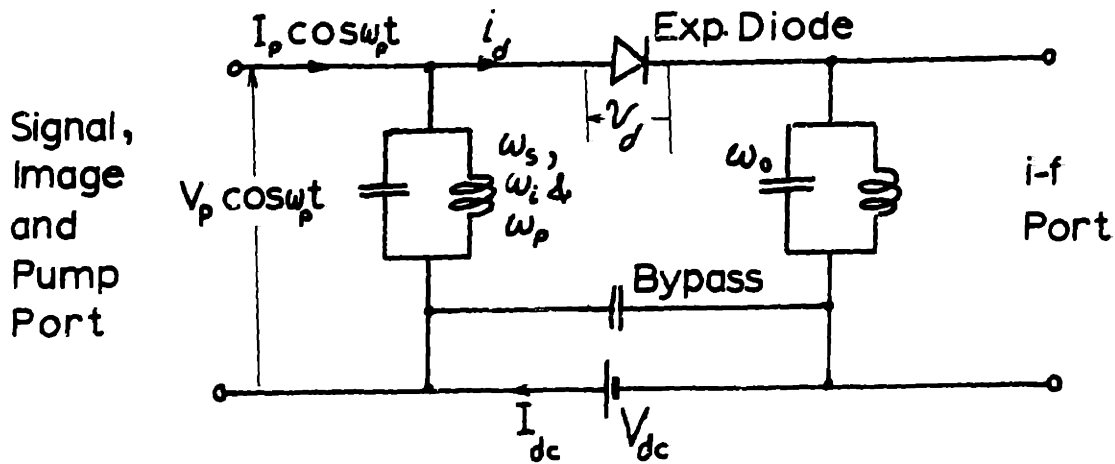 I_p cosω_pt
i_d
Exp. Diode
v_d
Signal,
Image
and
Pump
Port
V_p cosω_pt
ω_s,
ω_i &
ω_p
ω_o
i-f
Port
Bypass
I_dc
V_dc